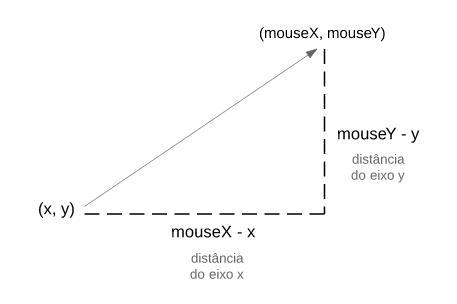 (mouseX, mouseY)
mouseY - y
distância
do eixo y
(x, y)
mouseX - x
distância
do eixo x